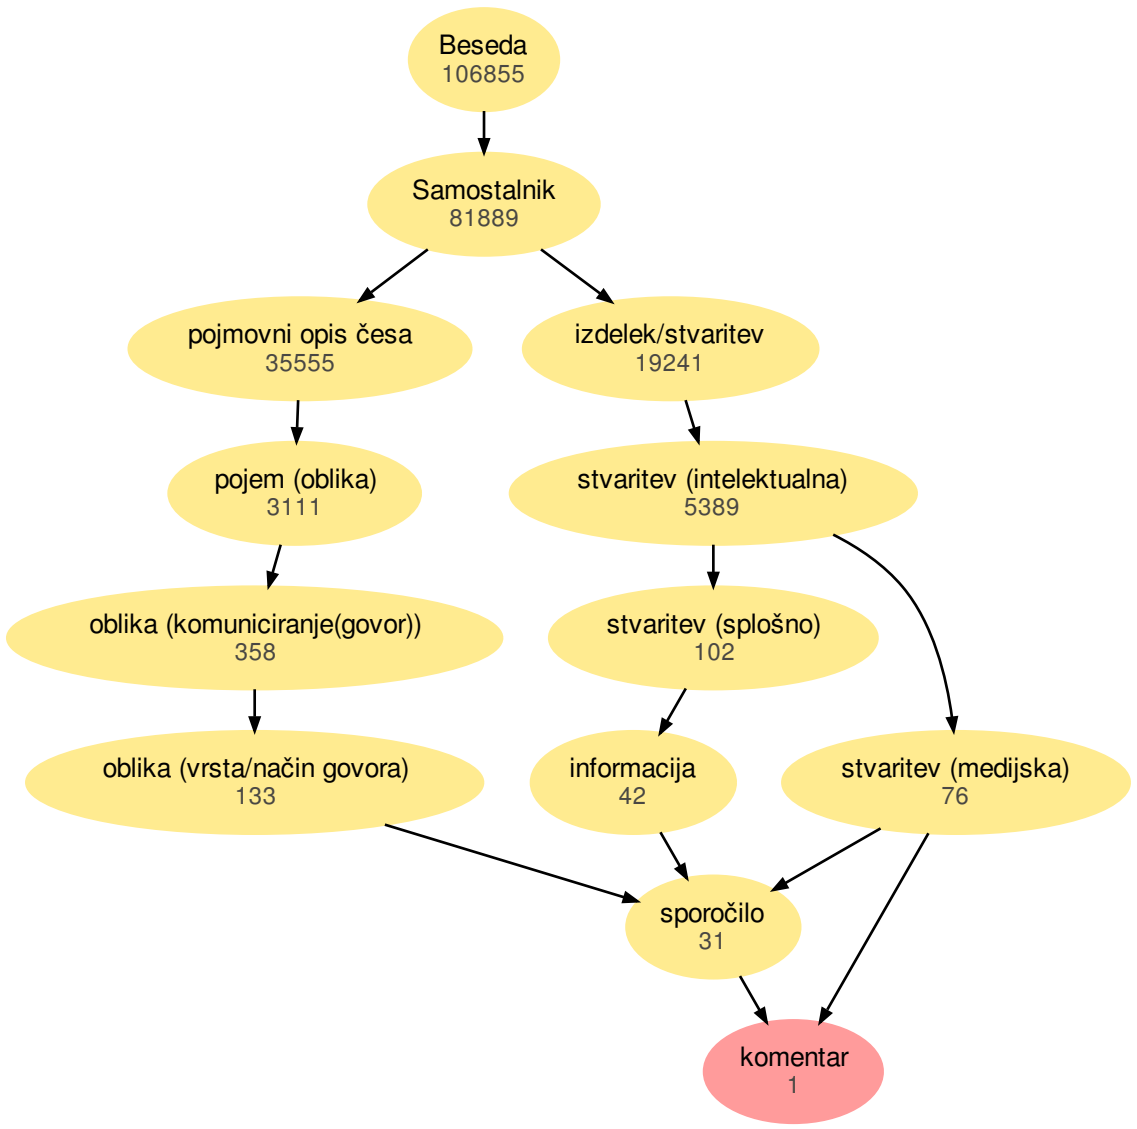 Beseda
106855
Samostalnik
81889
pojmovni opis česa
35555
izdelek/stvaritev
19241
pojem (oblika)
3111
stvaritev (intelektualna)
5389
oblika (komuniciranje(govor))
358
stvaritev (splošno)
102
oblika (vrsta/način govora)
133
informacija
42
stvaritev (medijska)
76
sporočilo
31
komentar
1